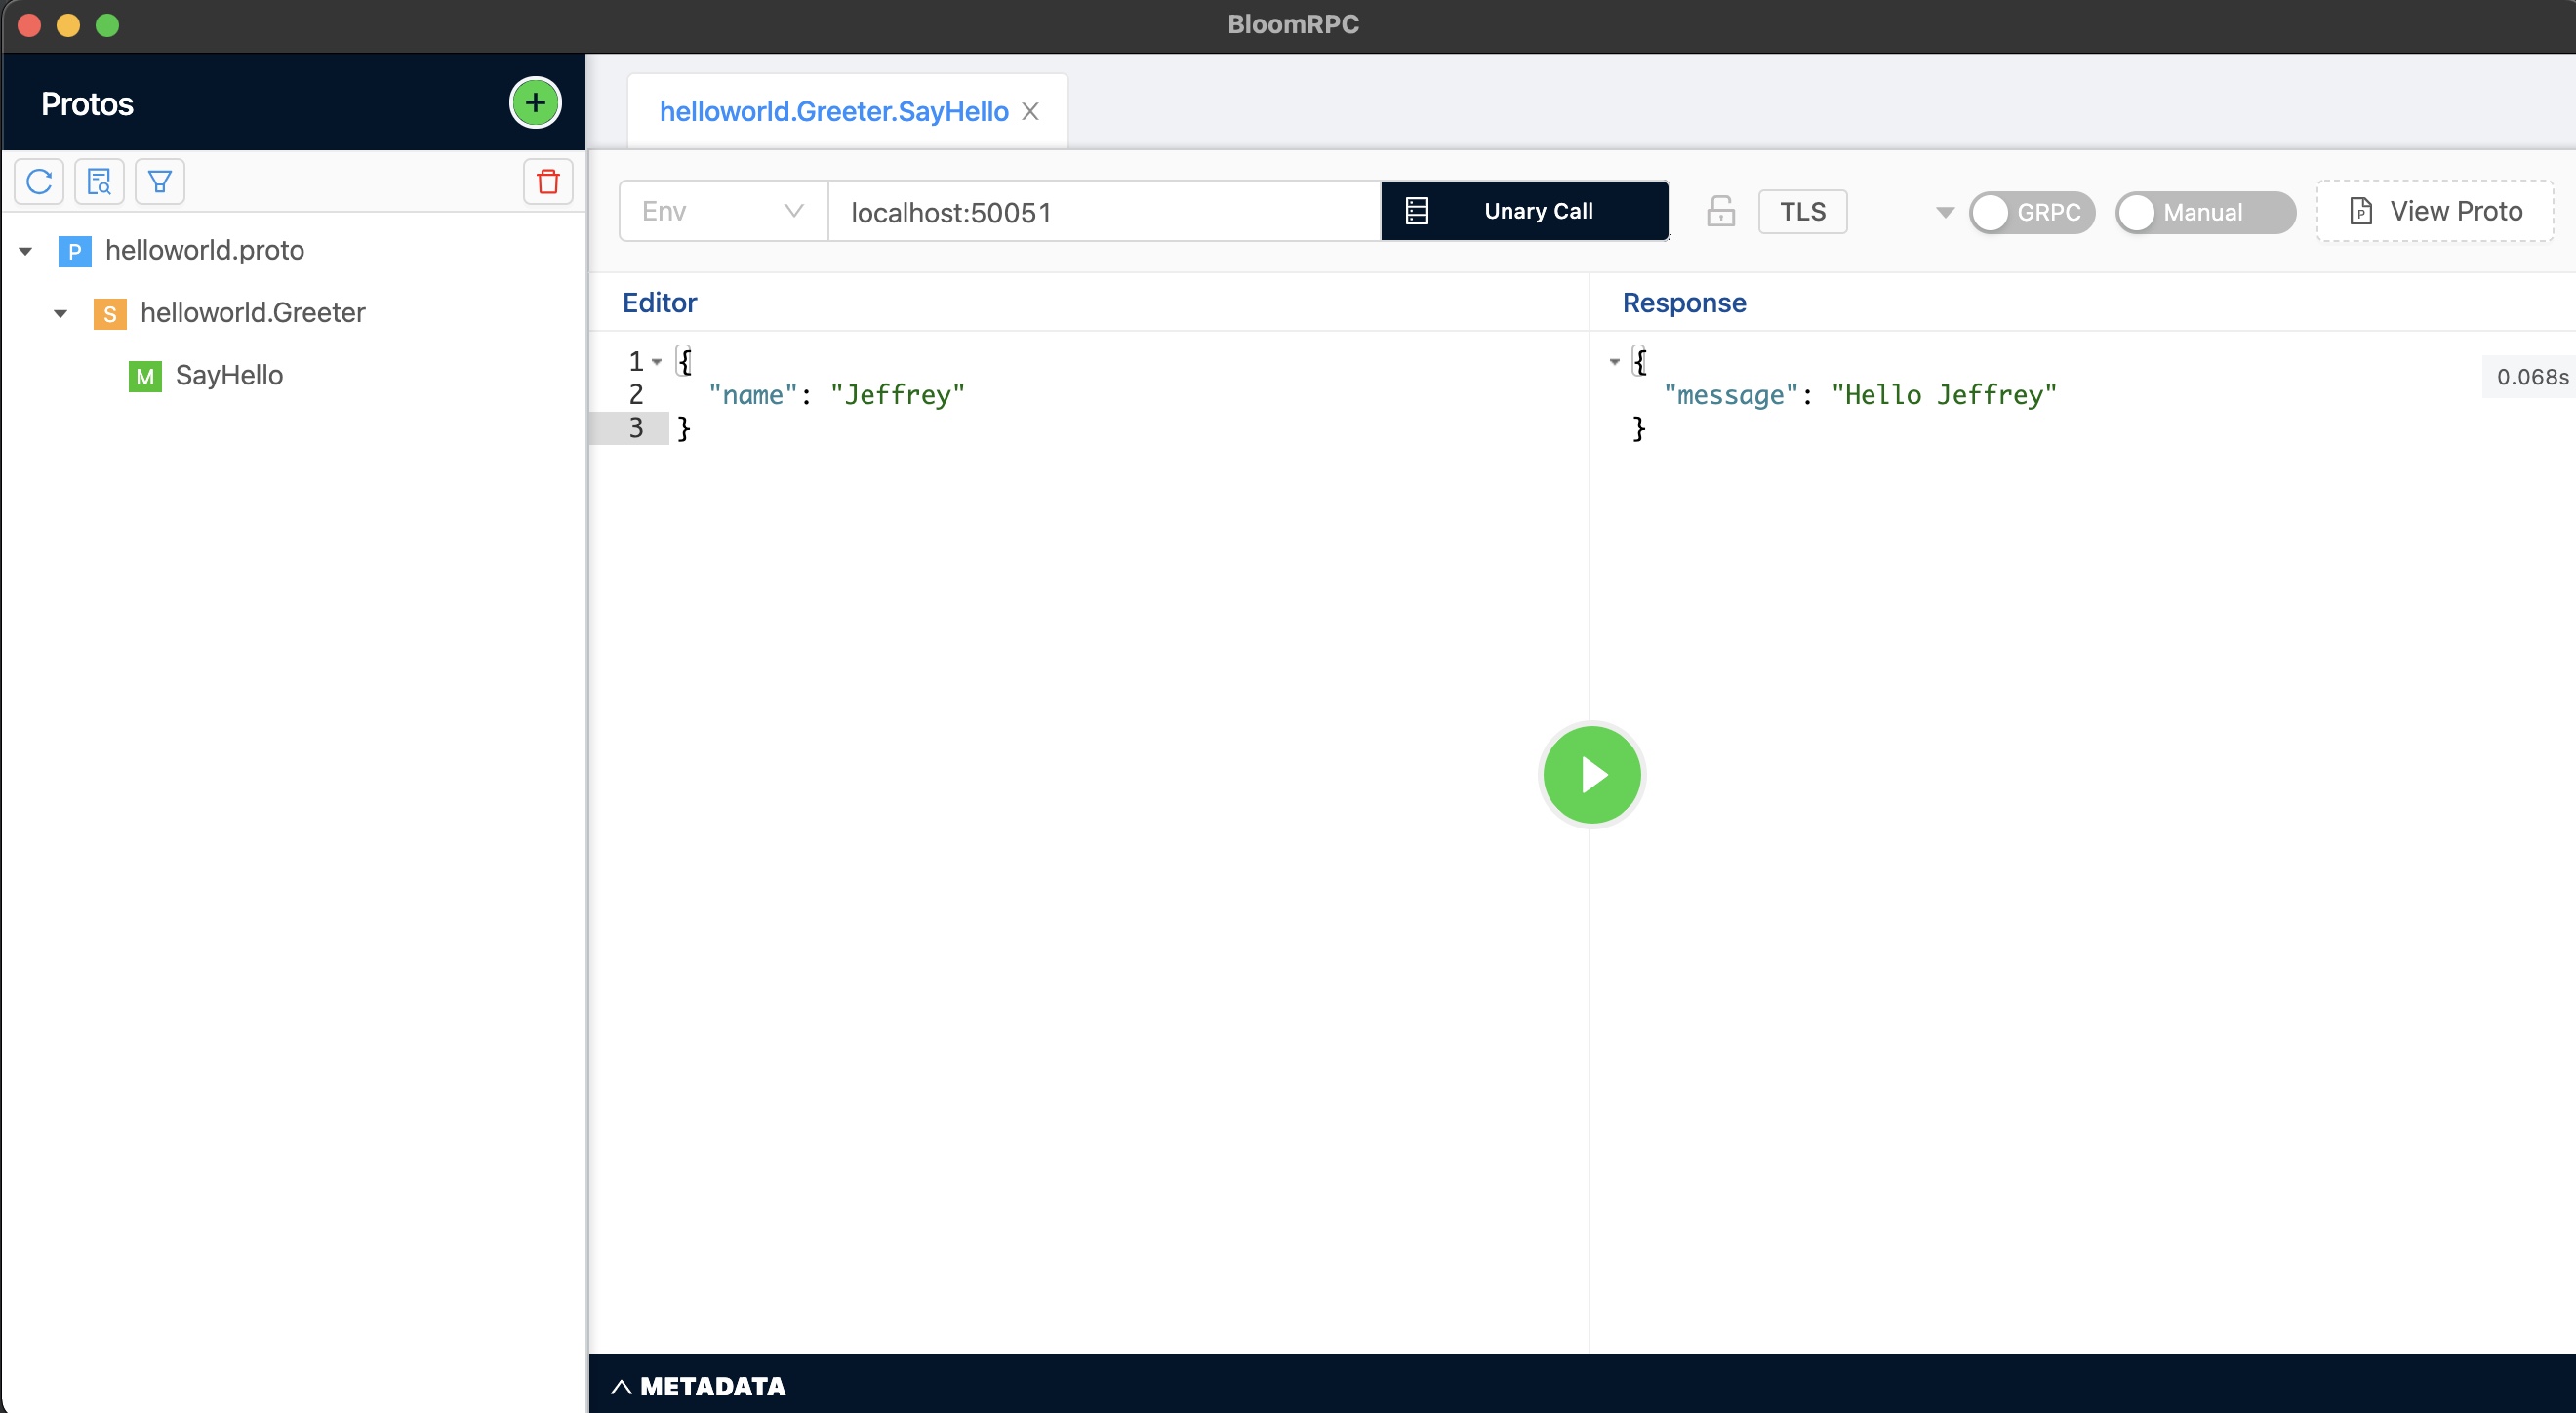 BloomRPC
Protos
helloworld.Greeter.SayHello
Env
localhost:50051
Unary Call
TLS
GRPC
Manual
View Proto
P helloworld.proto
S helloworld.Greeter
M SayHello
Editor
1 {
2 "name": "Jeffrey"
3 }
Response
{
"message": "Hello Jeffrey"
}
0.068s
METADATA